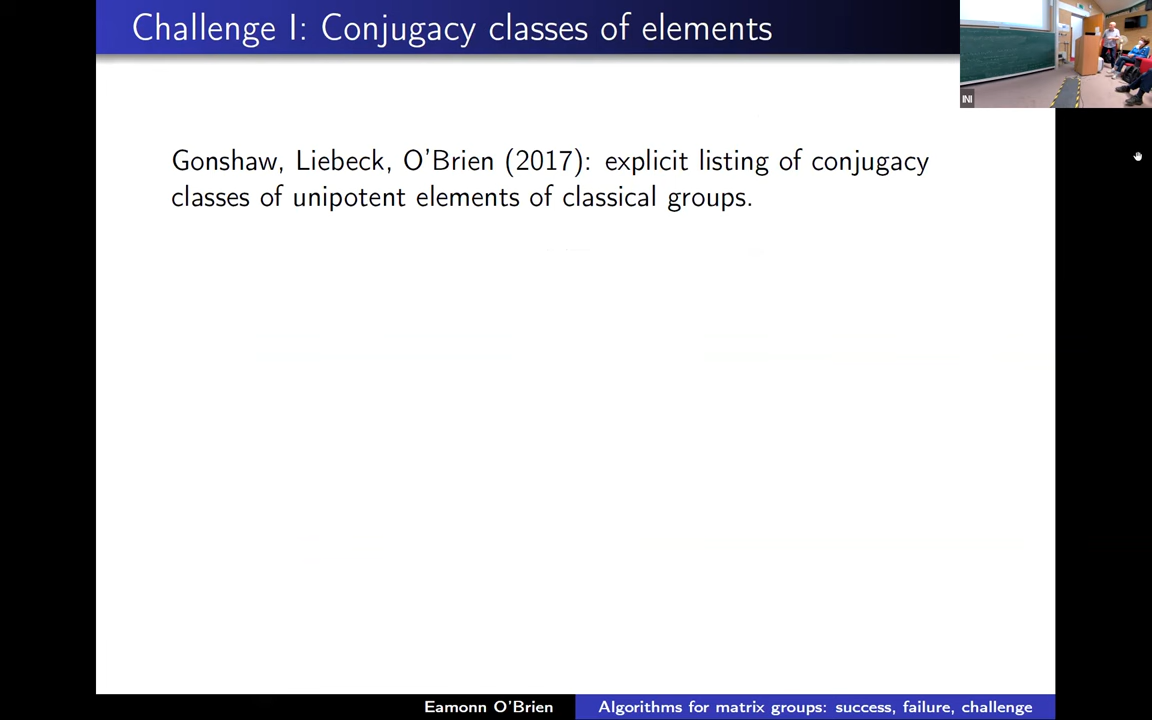 Challenge I: Conjugacy classes of elements
INI
Gonshaw, Liebeck, O'Brien (2017): explicit listing of conjugacy
classes of unipotent elements of classical groups.
Eamonn O'Brien
Algorithms for matrix groups: success, failure, challenge